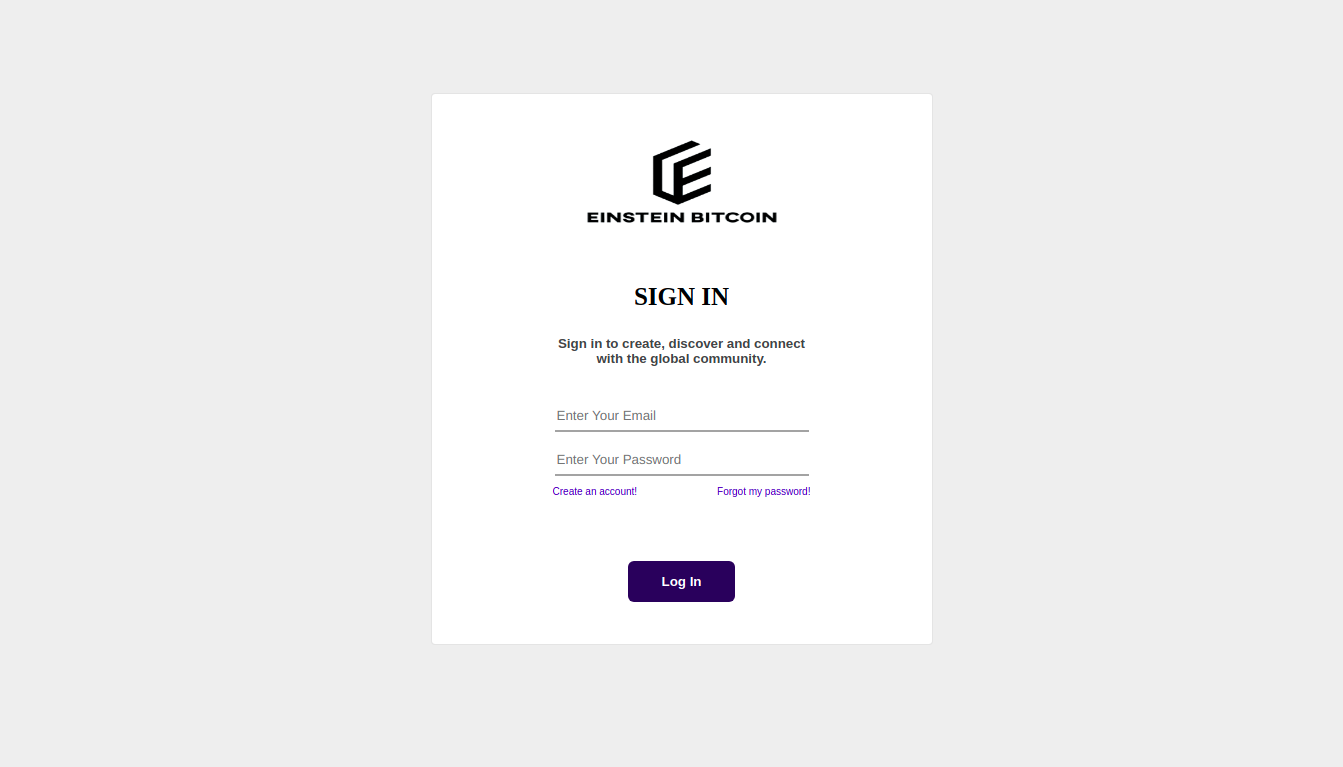 EINSTEIN BITCOIN
SIGN IN
Sign in to create, discover and connect
with the global community.
Enter Your Email
Enter Your Password
Create an account!
Forgot my password!
Log In